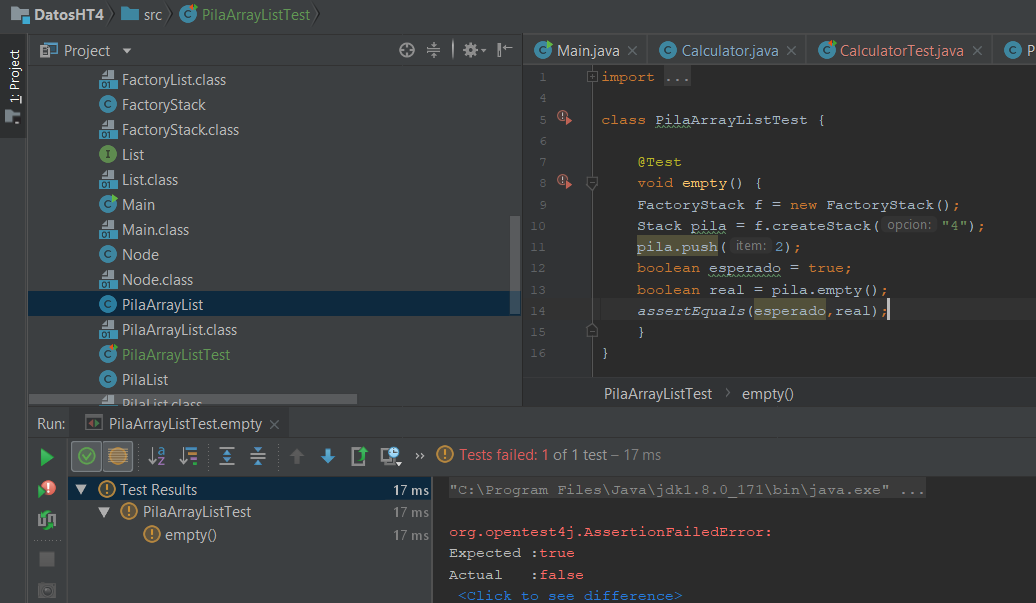 DatosHT4 src PilaArrayListTest
1: Project
Project
FactoryList.class
FactoryStack
FactoryStack.class
List
List.class
Main
Main.class
Node
Node.class
PilaArrayList
PilaArrayList.class
PilaArrayListTest
PilaList
PilaList.class
Main.java Calculator.java CalculatorTest.java P
1 import ...
4
5 class PilaArrayListTest {
6
7 @Test
8 void empty() {
9 FactoryStack f = new FactoryStack();
10 Stack pila = f.createStack( opcion: "4");
11 pila.push( item: 2);
12 boolean esperado = true;
13 boolean real = pila.empty();
14 assertEquals(esperado,real);
15 }
16 }
PilaArrayListTest > empty()
Run: PilaArrayListTest.empty
» Tests failed: 1 of 1 test – 17 ms
Test Results 17 ms
PilaArrayListTest 17 ms
empty() 17 ms
"C:\Program Files\Java\jdk1.8.0_171\bin\java.exe" ...
org.opentest4j.AssertionFailedError:
Expected :true
Actual :false
<Click to see difference>